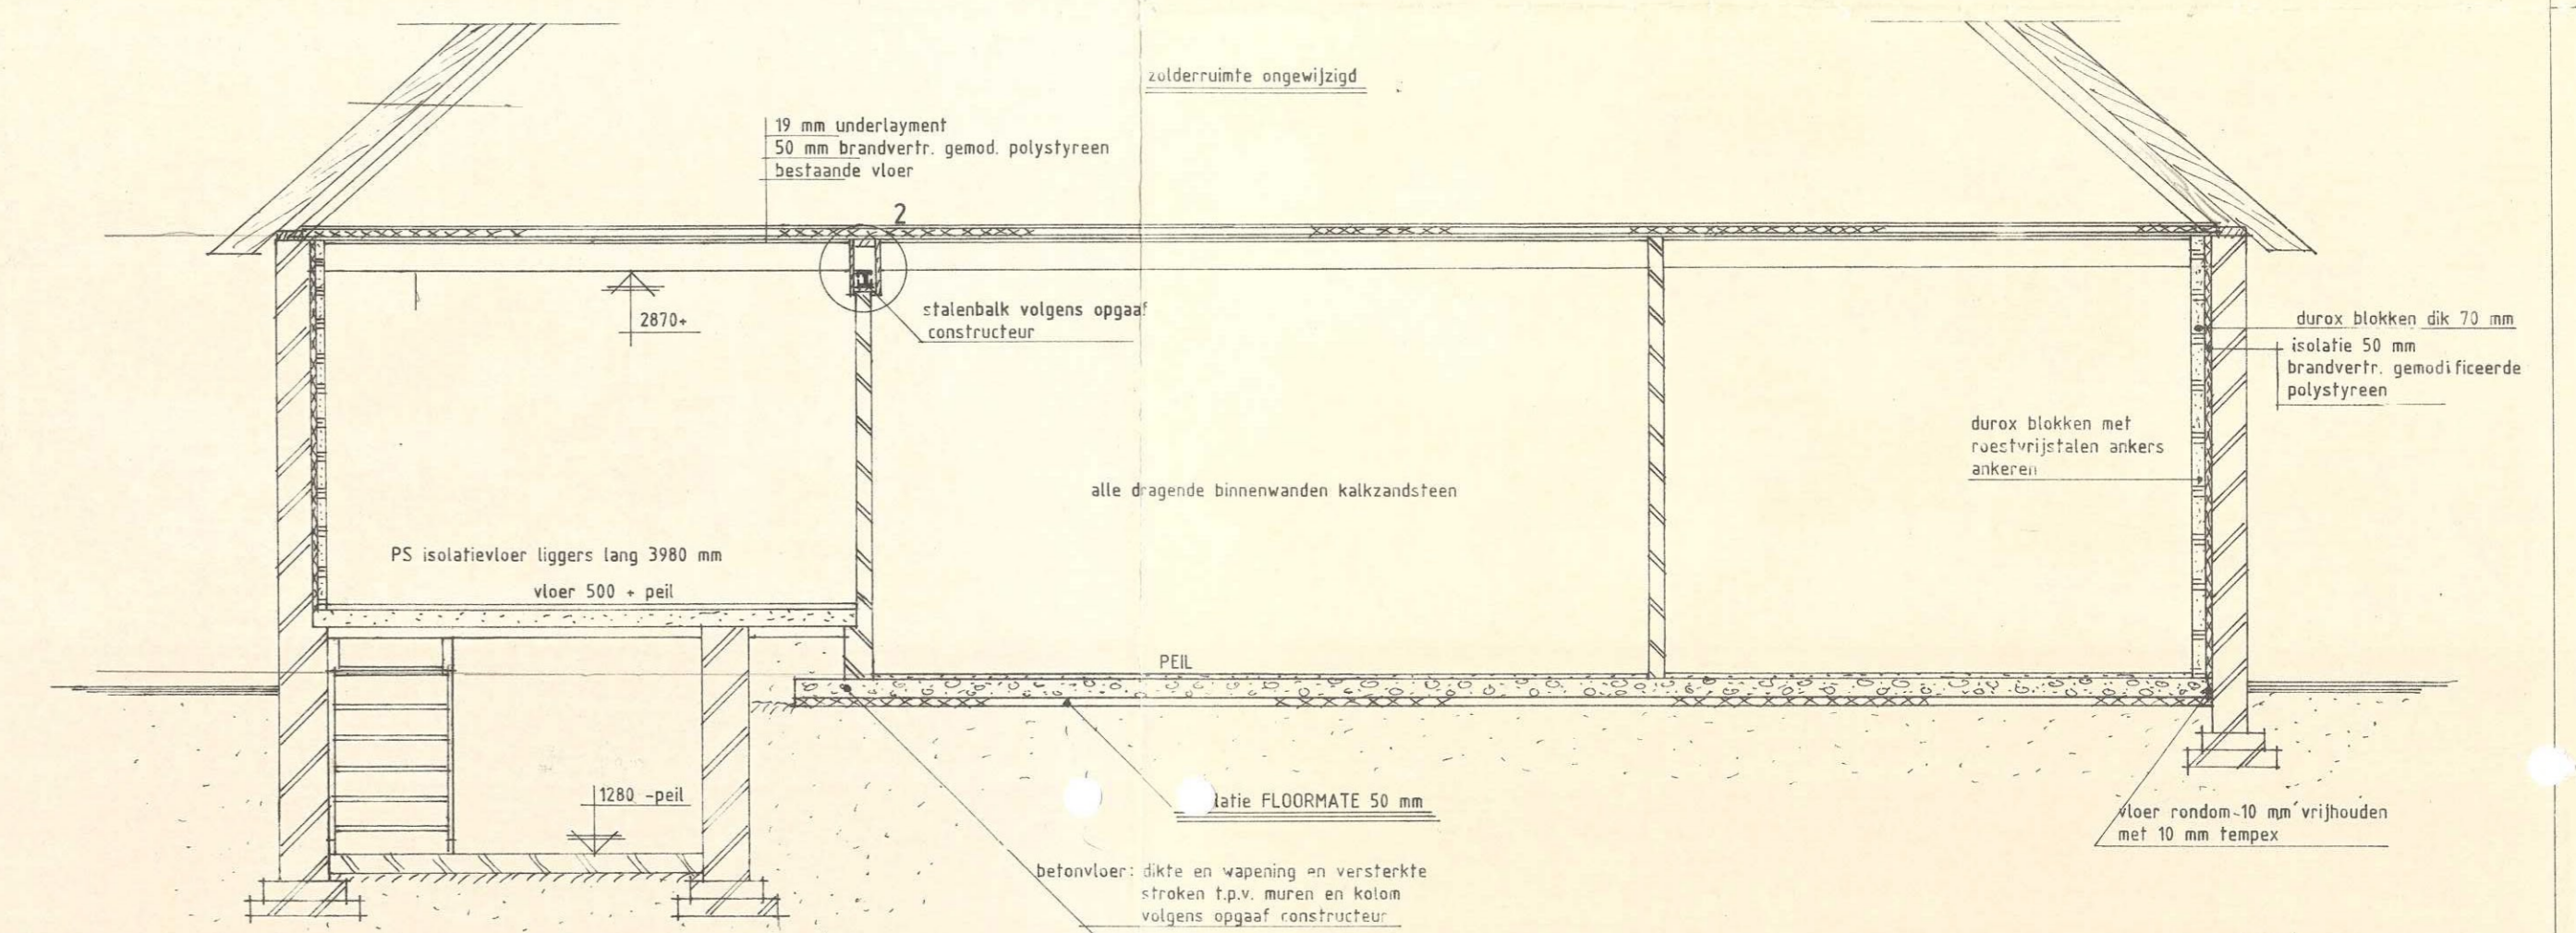 zolderruimte ongewijzigd
19 mm underlayment
50 mm brandvertr. gemod. polystyreen
bestaande vloer
2
2870+
stalenbalk volgens opgaaf
constructeur
durox blokken dik 70 mm
isolatie 50 mm
brandvertr. gemodificeerde
polystyreen
durox blokken met
roestvrijstalen ankers
ankeren
alle dragende binnenwanden kalkzandsteen
PS isolatievloer liggers lang 3980 mm
vloer 500 + peil
PEIL
1280 -peil
latie FLOORMATE 50 mm
vloer rondom 10 mm vrijhouden
met 10 mm tempex
betonvloer: dikte en wapening en versterkte
stroken t.p.v. muren en kolom
volgens opgaaf constructeur